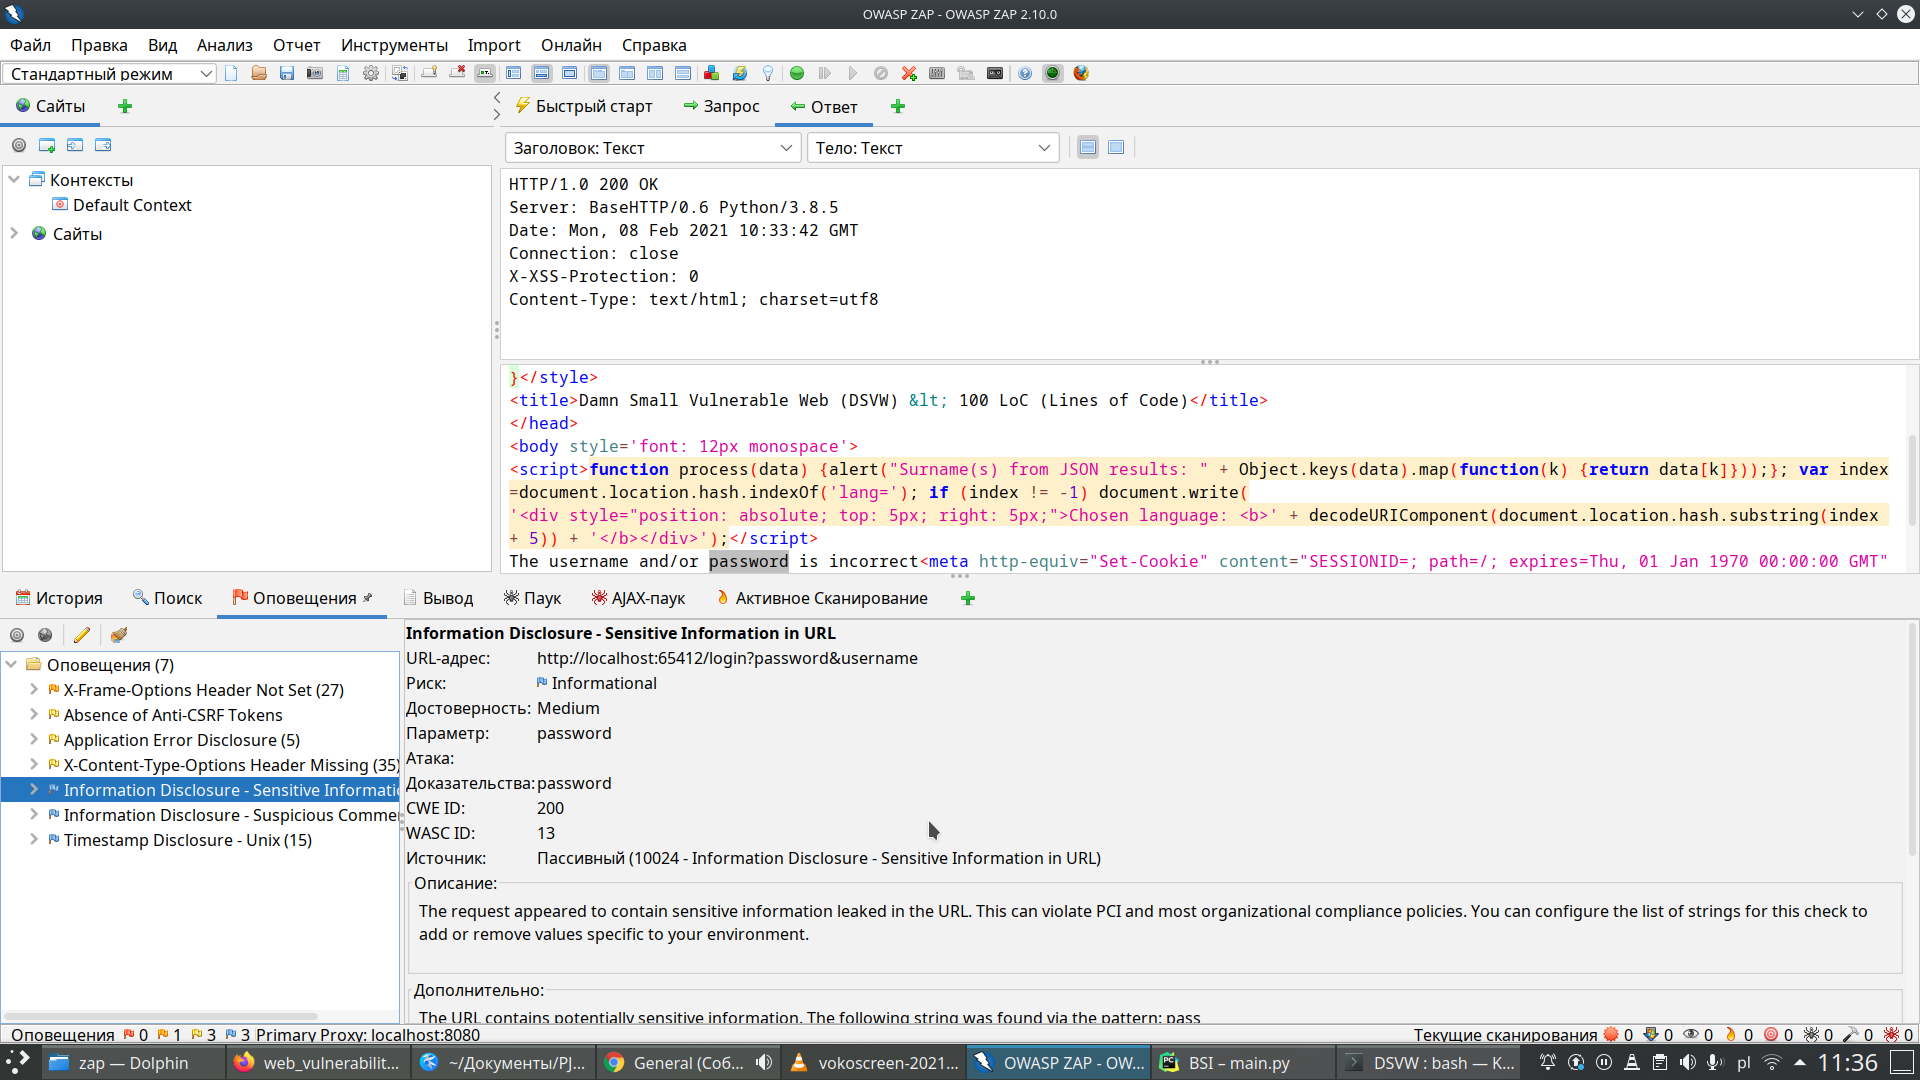 OWASP ZAP - OWASP ZAP 2.10.0
Файл Правка Вид Анализ Отчет Инструменты Import Онлайн Справка
Стандартный режим
Сайты
Быстрый старт Запрос Ответ
Заголовок: Текст Тело: Текст
Контексты
Default Context
Сайты
HTTP/1.0 200 OK
Server: BaseHTTP/0.6 Python/3.8.5
Date: Mon, 08 Feb 2021 10:33:42 GMT
Connection: close
X-XSS-Protection: 0
Content-Type: text/html; charset=utf8
}</style>
<title>Damn Small Vulnerable Web (DSVW) &lt; 100 LoC (Lines of Code)</title>
</head>
<body style='font: 12px monospace'>
<script>function process(data) {alert("Surname(s) from JSON results: " + Object.keys(data).map(function(k) {return data[k]}));}; var index
=document.location.hash.indexOf('lang='); if (index != -1) document.write(
'<div style="position: absolute; top: 5px; right: 5px;">Chosen language: <b>' + decodeURIComponent(document.location.hash.substring(index
+ 5)) + '</b></div>');</script>
The username and/or password is incorrect<meta http-equiv="Set-Cookie" content="SESSIONID=; path=/; expires=Thu, 01 Jan 1970 00:00:00 GMT"
История Поиск Оповещения Вывод Паук AJAX-паук Активное Сканирование
Оповещения (7)
X-Frame-Options Header Not Set (27)
Absence of Anti-CSRF Tokens
Application Error Disclosure (5)
X-Content-Type-Options Header Missing (35)
Information Disclosure - Sensitive Informatio
Information Disclosure - Suspicious Commen
Timestamp Disclosure - Unix (15)
Information Disclosure - Sensitive Information in URL
URL-адрес: http://localhost:65412/login?password&username
Риск: Informational
Достоверность: Medium
Параметр: password
Атака:
Доказательства: password
CWE ID: 200
WASC ID: 13
Источник: Пассивный (10024 - Information Disclosure - Sensitive Information in URL)
Описание:
The request appeared to contain sensitive information leaked in the URL. This can violate PCI and most organizational compliance policies. You can configure the list of strings for this check to
add or remove values specific to your environment.
Дополнительно:
The URL contains potentially sensitive information. The following string was found via the pattern: pass
Оповещения 0 1 3 3 Primary Proxy: localhost:8080 Текущие сканирования 0 0 0 0 0 0 0 0
zap — Dolphin web_vulnerabilit... ~/Документы/PJ... General (Соб... vokoscreen-2021... OWASP ZAP - OW... BSI – main.py DSVW : bash — K... pl 11:36